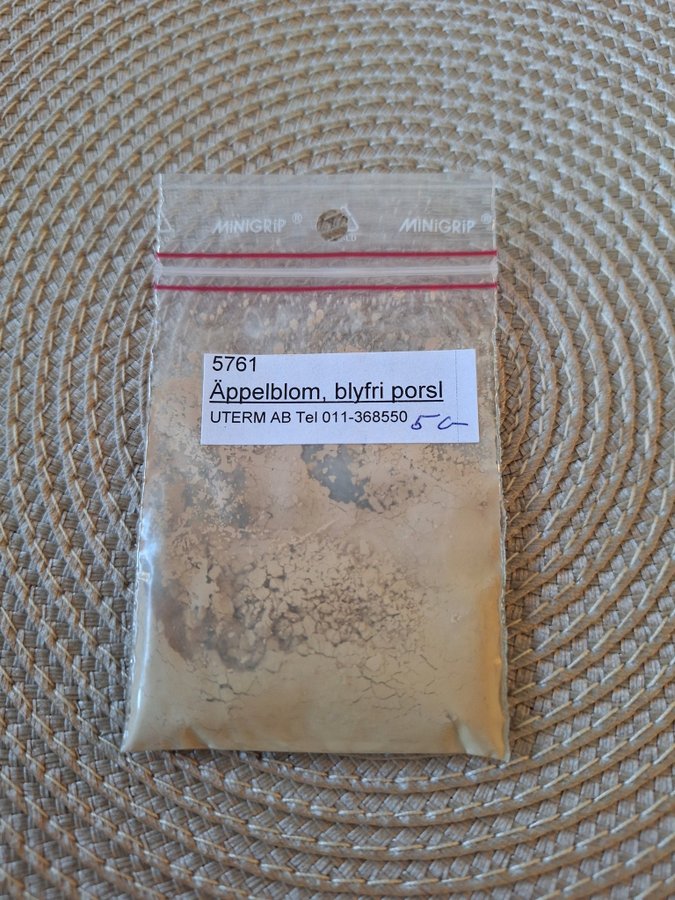 MiNiGRiP ® MiNiGRiP ®
5761
Äppelblom, blyfri porsl
UTERM AB Tel 011-368550